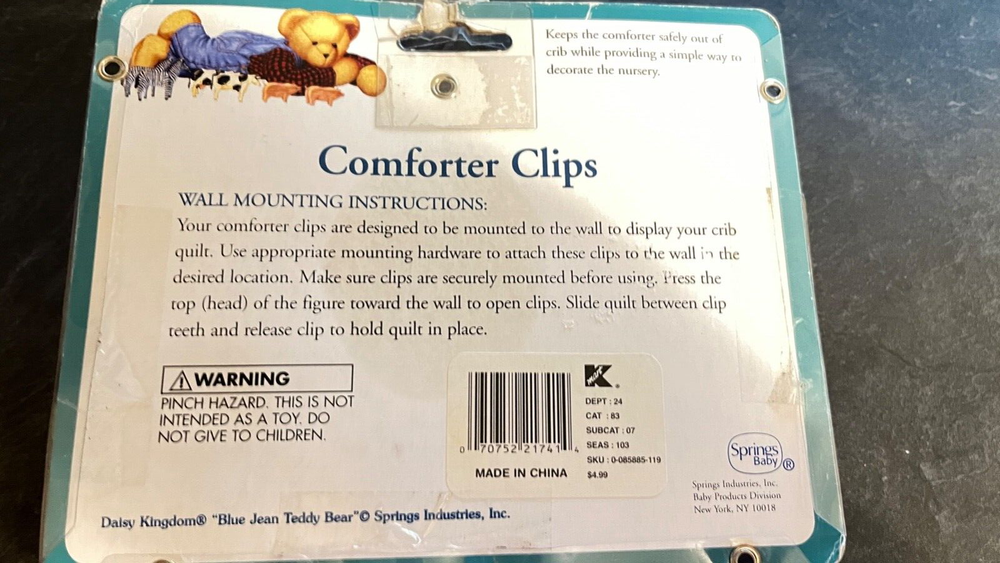 Keeps the comforter safely out of
crib while providing a simple way to
decorate the nursery.
Comforter Clips
WALL MOUNTING INSTRUCTIONS:
Your comforter clips are designed to be mounted to the wall to display your crib
quilt. Use appropriate mounting hardware to attach these clips to the wall in the
desired location. Make sure clips are securely mounted before using. Press the
top (head) of the figure toward the wall to open clips. Slide quilt between clip
teeth and release clip to hold quilt in place.
WARNING
PINCH HAZARD. THIS IS NOT
INTENDED AS A TOY. DO
NOT GIVE TO CHILDREN.
K mart ®
DEPT : 24
CAT : 83
SUBCAT : 07
SEAS : 103
SKU : 0-085885-119
$4.99
0 70752 21741 4
MADE IN CHINA
Springs
Baby ®
Springs Industries, Inc.
Baby Products Division
New York, NY 10018
Daisy Kingdom® "Blue Jean Teddy Bear"© Springs Industries, Inc.